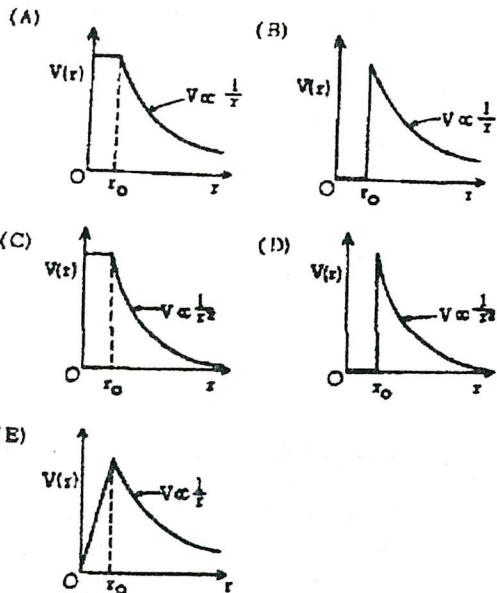 (A)
V(r)
V ∝ 1/r
O
r₀
r
(B)
V(r)
V ∝ 1/r
O
r₀
r
(C)
V(r)
V ∝ 1/r²
O
r₀
r
(D)
V(r)
V ∝ 1/r²
O
r₀
r
E)
V(r)
V ∝ 1/r
O
r₀
r